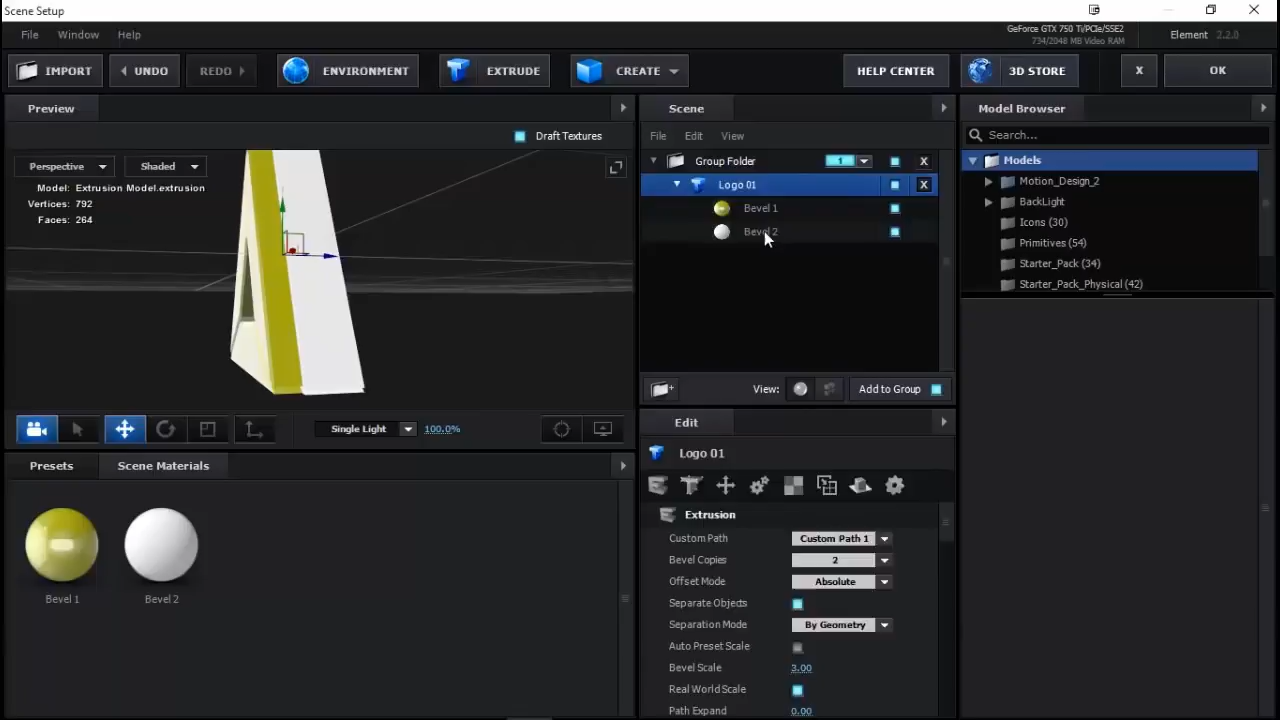 Scene Setup
File Window Help
GeForce GTX 750 Ti/PCIe/SSE2
734/2048 MB Video RAM
Element 2.2.0
IMPORT UNDO REDO ENVIRONMENT EXTRUDE CREATE HELP CENTER 3D STORE X OK
Preview
Draft Textures
Perspective Shaded
Model: Extrusion Model.extrusion
Vertices: 792
Faces: 264
Single Light 100.0%
Presets Scene Materials
Bevel 1 Bevel 2
Scene
File Edit View
Group Folder 1 X
Logo 01 X
Bevel 1
Bevel 2
View: Add to Group
Edit
Logo 01
Extrusion
Custom Path Custom Path 1
Bevel Copies 2
Offset Mode Absolute
Separate Objects
Separation Mode By Geometry
Auto Preset Scale
Bevel Scale 3.00
Real World Scale
Path Expand 0.00
Model Browser
Search...
Models
Motion_Design_2
BackLight
Icons (30)
Primitives (54)
Starter_Pack (34)
Starter_Pack_Physical (42)